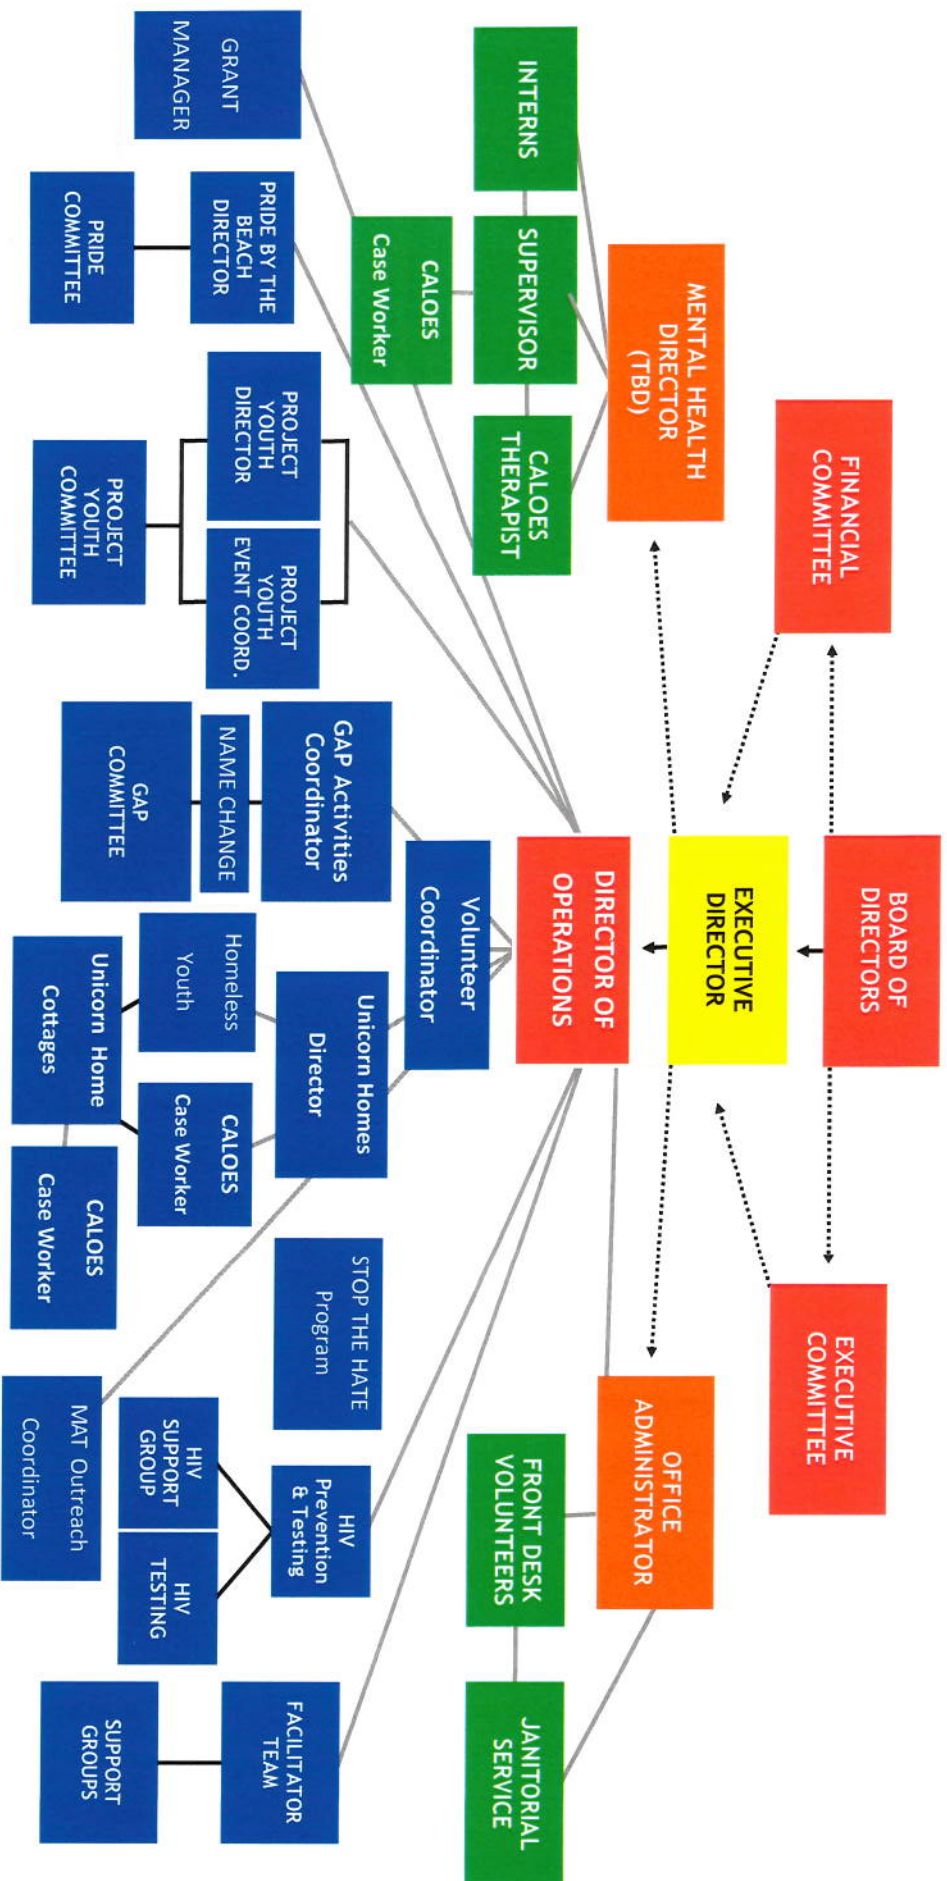 BOARD OF
DIRECTORS
FINANCIAL
COMMITTEE
EXECUTIVE
COMMITTEE
EXECUTIVE
DIRECTOR
MENTAL HEALTH
DIRECTOR
(TBD)
OFFICE
ADMINISTRATOR
DIRECTOR OF
OPERATIONS
INTERNS
SUPERVISOR
CALOES
THERAPIST
FRONT DESK
VOLUNTEERS
JANITORIAL
SERVICE
CALOES
Case Worker
Volunteer
Coordinator
GRANT
MANAGER
PRIDE BY THE
BEACH
DIRECTOR
PRIDE
COMMITTEE
PROJECT
YOUTH
DIRECTOR
PROJECT
YOUTH
EVENT COORD.
PROJECT
YOUTH
COMMITTEE
GAP Activities
Coordinator
NAME CHANGE
GAP
COMMITTEE
Unicorn Homes
Director
Homeless
Youth
CALOES
Case Worker
Unicorn Home
Cottages
CALOES
Case Worker
STOP THE HATE
Program
MAT Outreach
Coordinator
HIV
Prevention
& Testing
HIV
SUPPORT
GROUP
HIV
TESTING
FACILITATOR
TEAM
SUPPORT
GROUPS